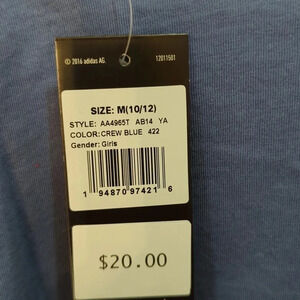 © 2016 adidas AG. 12011501
SIZE: M(10/12)
STYLE: AA4965T AB14 YA
COLOR:CREW BLUE 422
Gender:Girls
1 94870 97421 6
$20.00